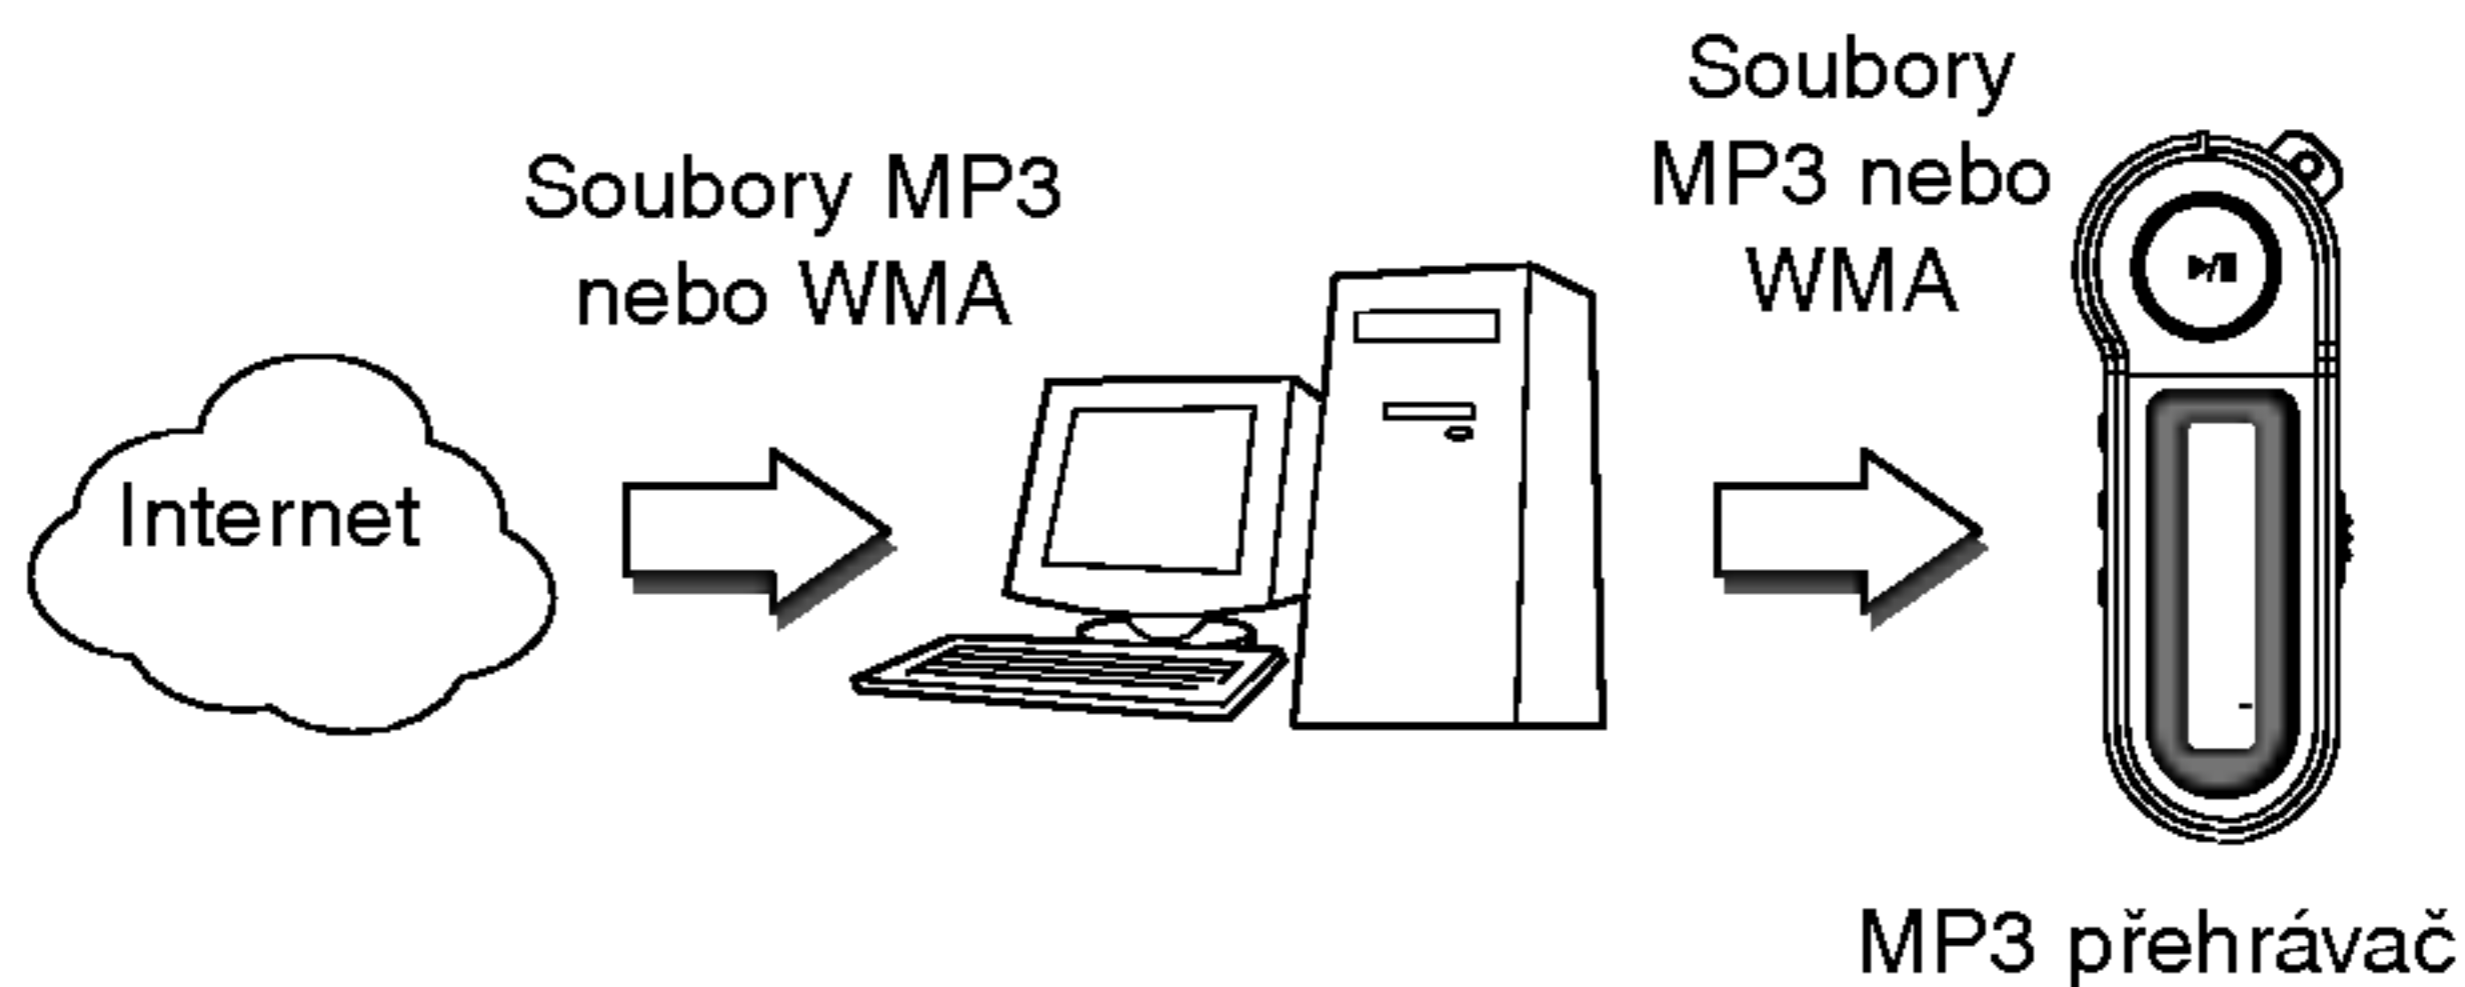 Soubory MP3
nebo WMA
Soubory
MP3 nebo
WMA
Internet
MP3 přehrávač